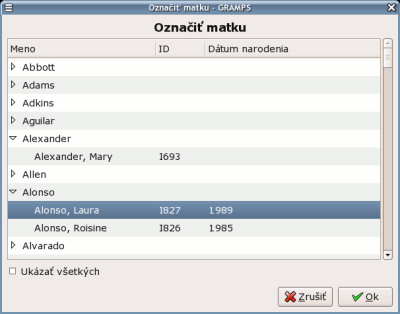 Označiť matku - GRAMPS
Označiť matku
Meno ID Dátum narodenia
Abbott
Adams
Adkins
Aguilar
Alexander
Alexander, Mary I693
Allen
Alonso
Alonso, Laura I827 1989
Alonso, Roisine I826 1985
Alvarado
Ukázať všetkých
Zrušiť Ok